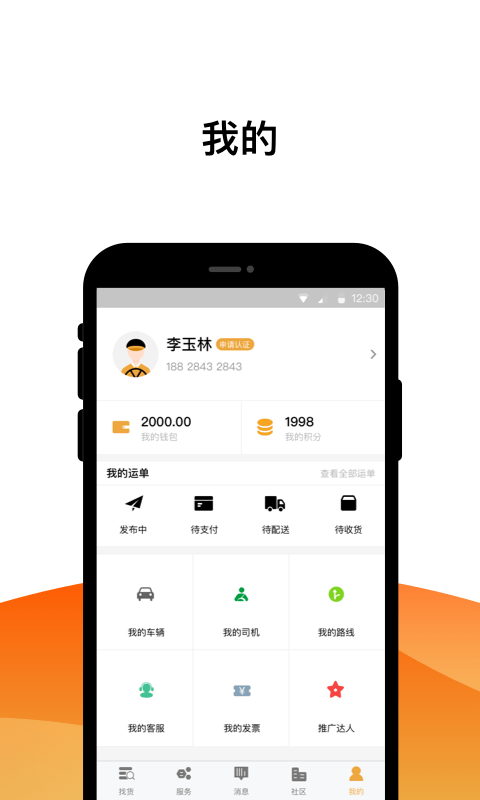 我的
12:30
李玉林 申请认证
188 2843 2843
2000.00 1998
我的钱包 我的积分
我的运单 查看全部运单
发布中 待支付 待配送 待收货
我的车辆 我的司机 我的路线
¥
我的客服 我的发票 推广达人
找货 服务 消息 社区 我的